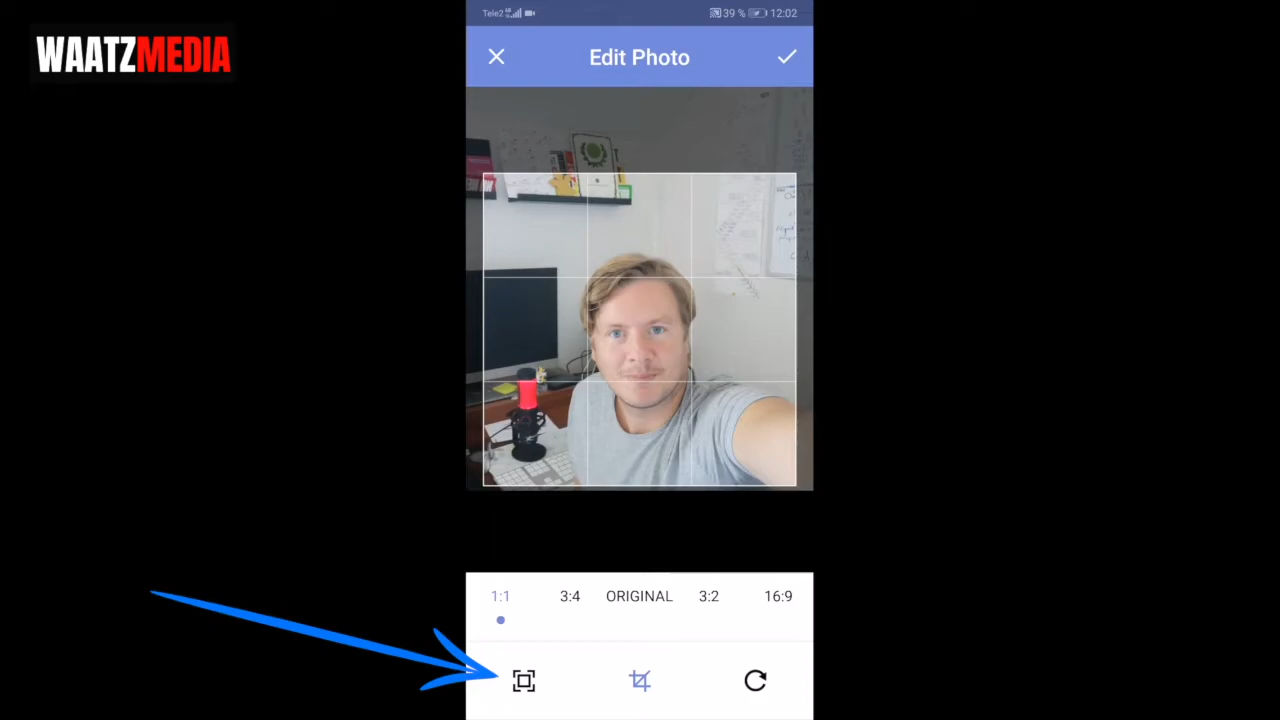 Tele2
39 %
12:02
WAATZMEDIA
Edit Photo
1:1
3:4
ORIGINAL
3:2
16:9